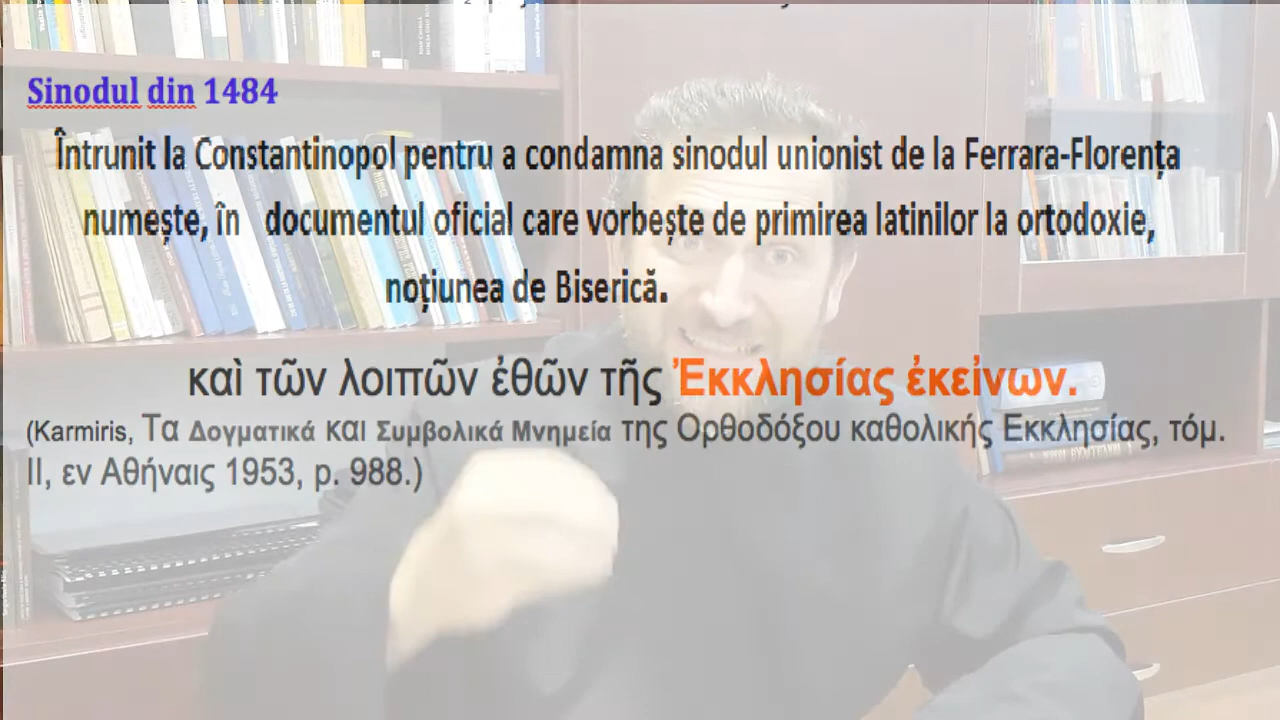 Sinodul din 1484
Întrunit la Constantinopol pentru a condamna sinodul unionist de la Ferrara-Florența
numește, în documentul oficial care vorbește de primirea latinilor la ortodoxie,
noțiunea de Biserică.
καὶ τῶν λοιπῶν ἐθῶν τῆς Ἐκκλησίας ἐκείνων.
(Karmiris, Τα Δογματικά και Συμβολικά Μνημεία της Ορθοδόξου καθολικής Εκκλησίας, τόμ.
II, εν Αθήναις 1953, p. 988.)